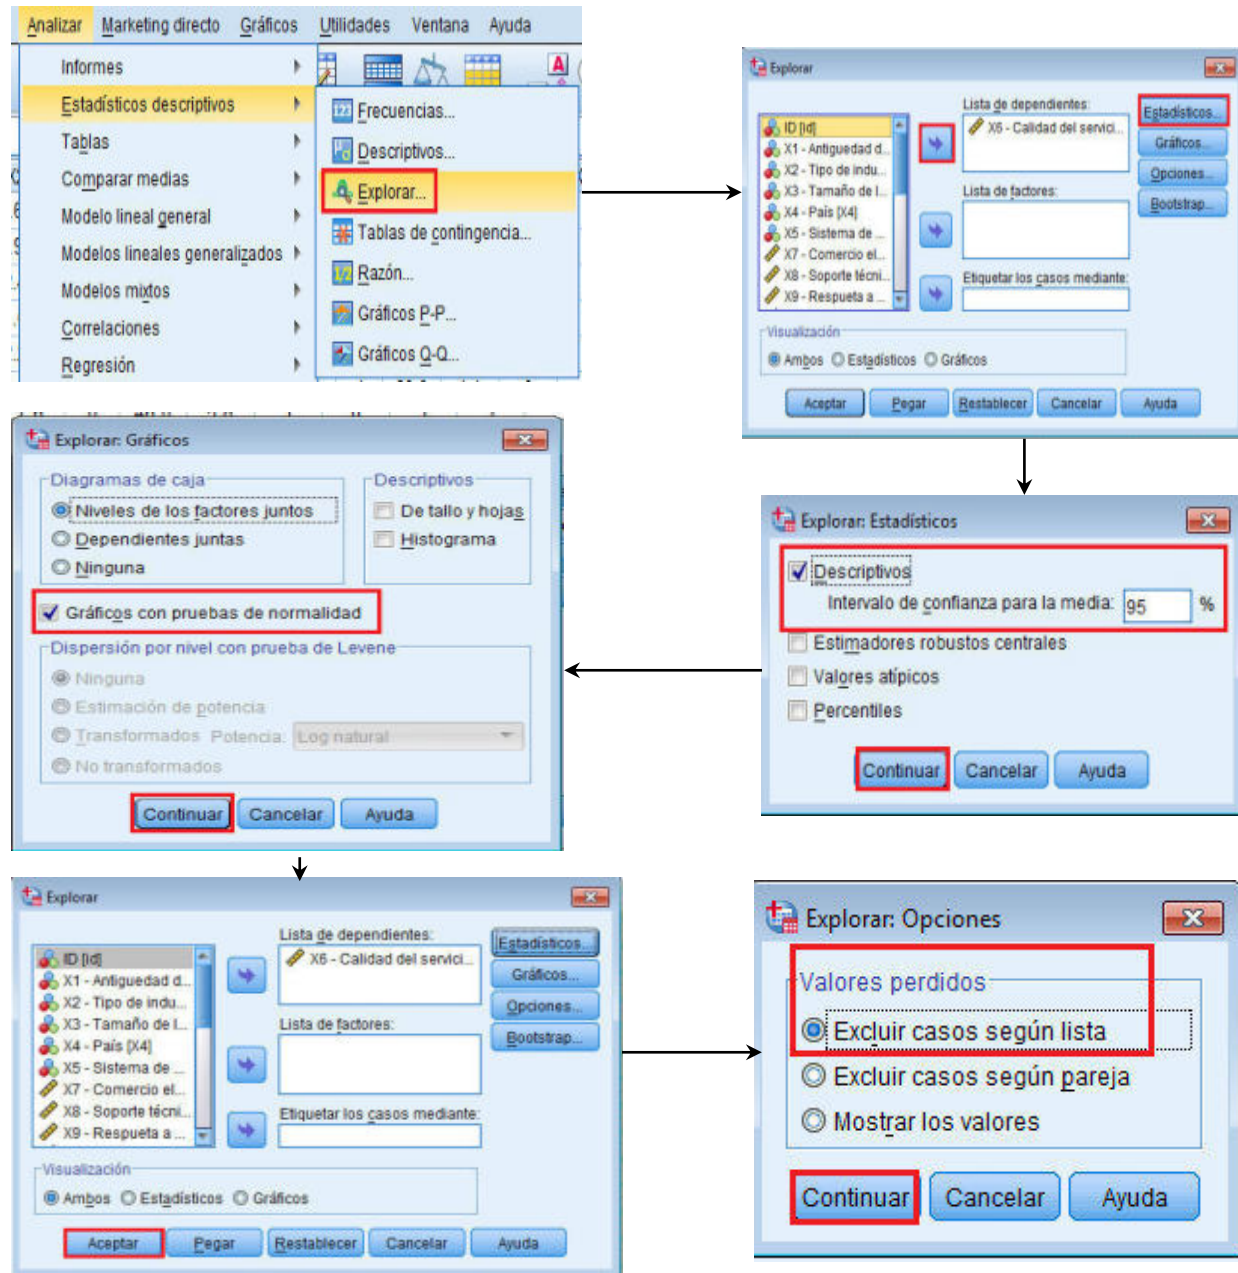 Analizar Marketing directo Gráficos Utilidades Ventana Ayuda
Informes
Estadísticos descriptivos
Tablas
Comparar medias
Modelo lineal general
Modelos lineales generalizados
Modelos mixtos
Correlaciones
Regresión
Frecuencias...
Descriptivos...
Explorar...
Tablas de contingencia...
Razón...
Gráficos P-P...
Gráficos Q-Q...
Explorar
ID [Id]
X1 - Antiguedad d...
X2 - Tipo de indu...
X3 - Tamaño de l...
X4 - País [X4]
X5 - Sistema de ...
X7 - Comercio el...
X8 - Soporte técni...
X9 - Respueta a ...
Lista de dependientes:
X6 - Calidad del servici...
Lista de factores:
Etiquetar los casos mediante:
Estadísticos...
Gráficos...
Opciones...
Bootstrap...
Visualización
Ambos Estadísticos Gráficos
Aceptar Pegar Restablecer Cancelar Ayuda
Explorar: Estadísticos
Descriptivos
Intervalo de confianza para la media: 95 %
Estimadores robustos centrales
Valores atípicos
Percentiles
Continuar Cancelar Ayuda
Explorar: Gráficos
Diagramas de caja
Niveles de los factores juntos
Dependientes juntas
Ninguna
Descriptivos
De tallo y hojas
Histograma
Gráficos con pruebas de normalidad
Dispersión por nivel con prueba de Levene
Ninguna
Estimación de potencia
Transformados Potencia: Log natural
No transformados
Continuar Cancelar Ayuda
Explorar
ID [Id]
X1 - Antiguedad d...
X2 - Tipo de indu...
X3 - Tamaño de l...
X4 - País [X4]
X5 - Sistema de ...
X7 - Comercio el...
X8 - Soporte técni...
X9 - Respueta a ...
Lista de dependientes:
X6 - Calidad del servici...
Lista de factores:
Etiquetar los casos mediante:
Estadísticos...
Gráficos...
Opciones...
Bootstrap...
Visualización
Ambos Estadísticos Gráficos
Aceptar Pegar Restablecer Cancelar Ayuda
Explorar: Opciones
Valores perdidos
Excluir casos según lista
Excluir casos según pareja
Mostrar los valores
Continuar Cancelar Ayuda